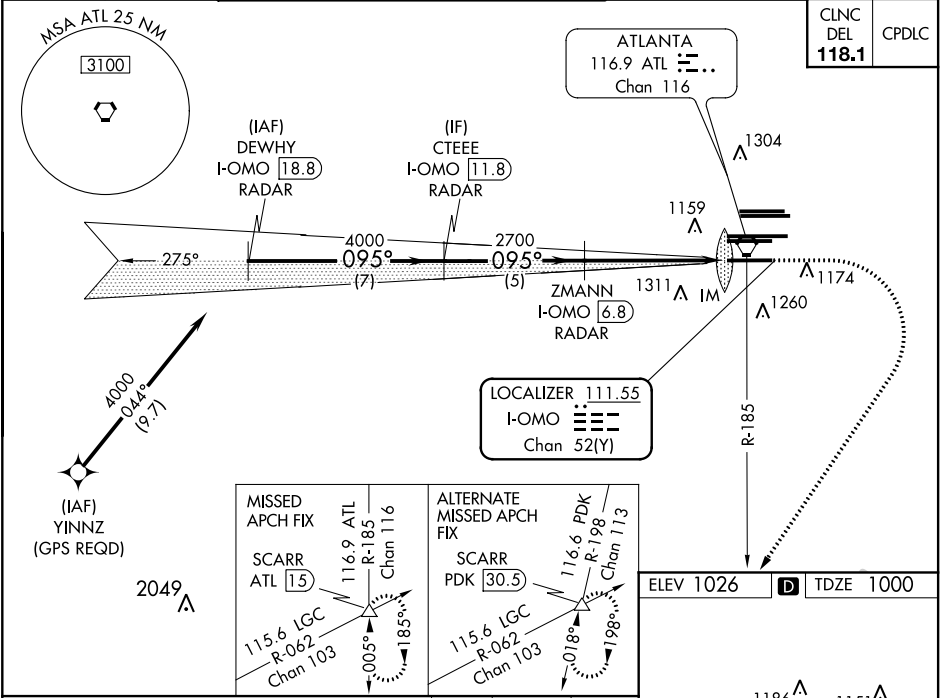 MSA ATL 25 NM
3100
CLNC
DEL
118.1
CPDLC
ATLANTA
116.9 ATL
Chan 116
(IAF)
DEWHY
I-OMO 18.8
RADAR
(IF)
CTEEE
I-OMO 11.8
RADAR
1304
1159
275°
4000
095°
(7)
2700
095°
(5)
ZMANN
I-OMO 6.8
RADAR
1311
IM
1174
1260
4000
044°
(9.7)
(IAF)
YINNZ
(GPS REQD)
LOCALIZER 111.55
I-OMO
Chan 52(Y)
R-185
2049
MISSED
APCH FIX
SCARR
ATL 15
116.9 ATL
R-185
Chan 116
115.6 LGC
R-062
Chan 103
005°
185°
ALTERNATE
MISSED APCH
FIX
SCARR
PDK 30.5
116.6 PDK
R-198
Chan 113
115.6 LGC
R-062
Chan 103
018°
198°
ELEV 1026
D
TDZE 1000